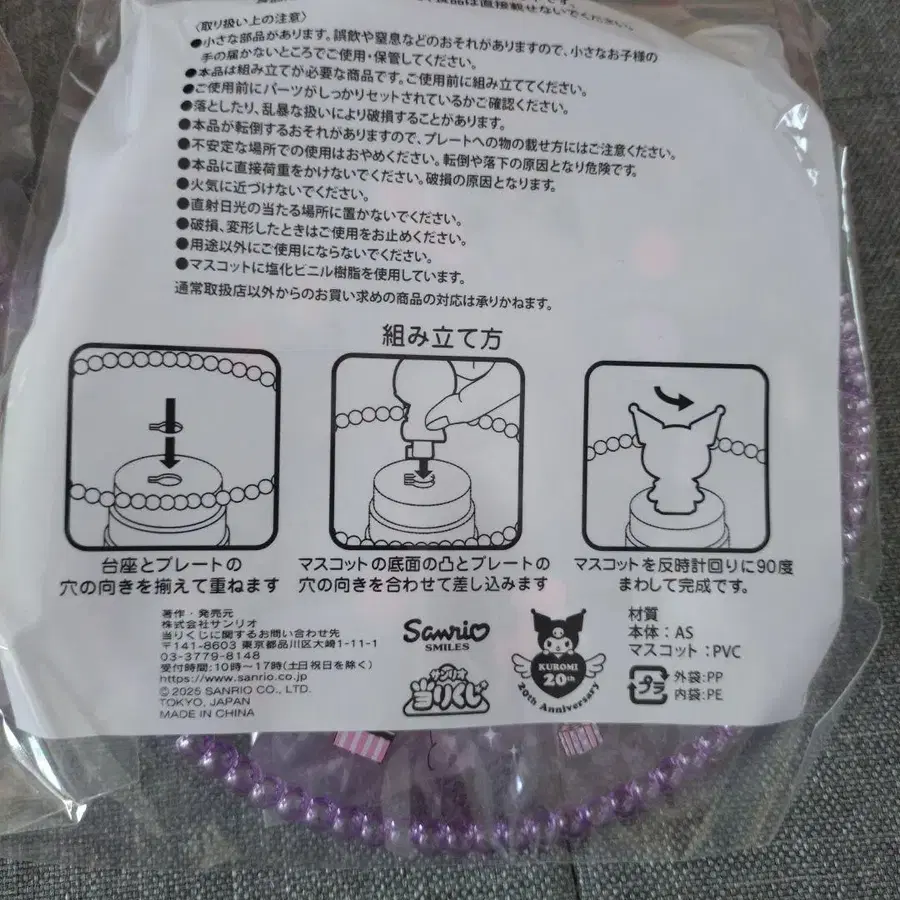 品は直接載せないでください。
〈取り扱い上の注意〉
●小さな部品があります。誤飲や窒息などのおそれがありますので、小さなお子様の
手の届かないところでご使用・保管してください。
●本品は組み立てが必要な商品です。ご使用前に組み立ててください。
●ご使用前にパーツがしっかりセットされているかご確認ください。
●落としたり、乱暴な扱いにより破損することがあります。
●本品が転倒するおそれがありますので、プレートへの物の載せ方にはご注意ください。
●不安定な場所での使用はおやめください。転倒や落下の原因となり危険です。
●本品に直接荷重をかけないでください。破損の原因となります。
●火気に近づけないでください。
●直射日光の当たる場所に置かないでください。
●破損、変形したときはご使用をお止めください。
●用途以外にご使用にならないでください。
●マスコットに塩化ビニル樹脂を使用しています。
通常取扱店以外からのお買い求めの商品の対応は承りかねます。
組み立て方
台座とプレートの
穴の向きを揃えて重ねます
マスコットの底面の凸とプレートの
穴の向きを合わせて差し込みます
マスコットを反時計回りに90度
まわして完成です。
著作・発売元
株式会社サンリオ
当りくじに関するお問い合わせ先
〒141-8603 東京都品川区大崎1-11-1
03-3779-8148
受付時間:10時〜17時(土日祝日を除く)
https://www.sanrio.co.jp/
© 2025 SANRIO CO., LTD.
TOKYO, JAPAN
MADE IN CHINA
Sanrio
SMILES
サンリオ
当りくじ
KUROMI
20th
20th Anniversary
材質
本体:AS
マスコット:PVC
プラ
外袋:PP
内袋:PE